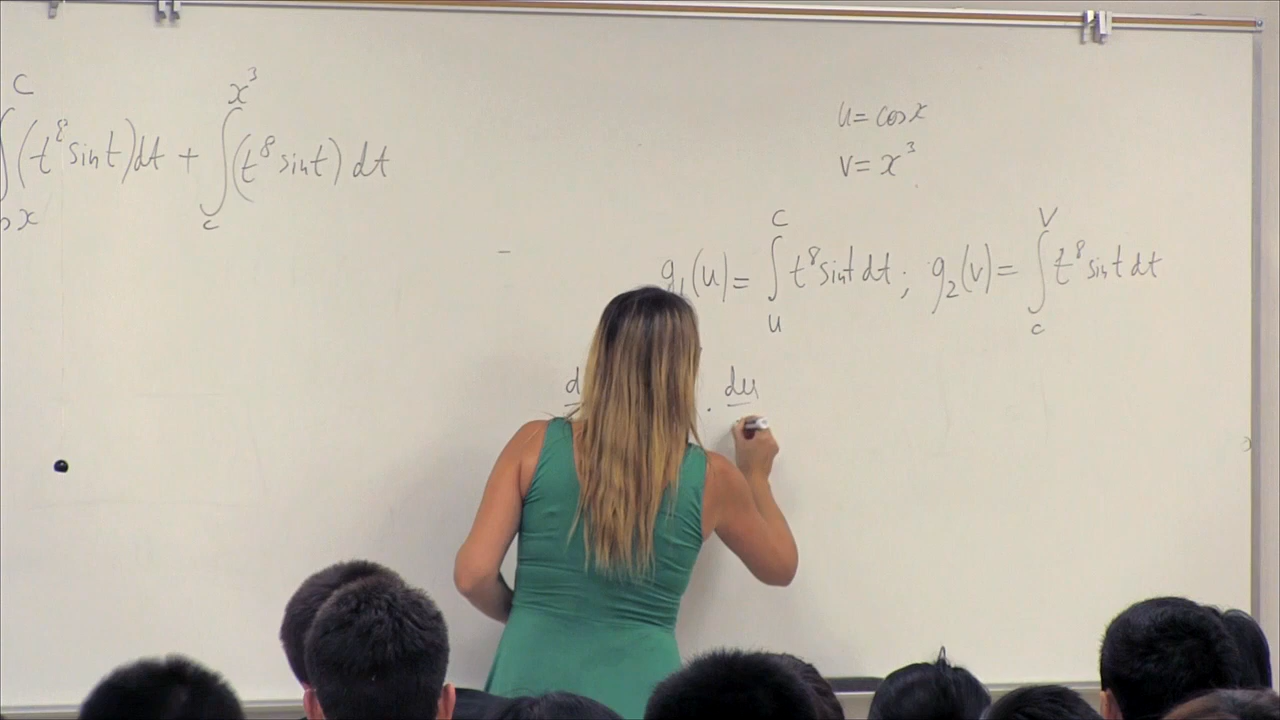 C
∫ (t⁸ sin t)dt + ∫ (t⁸ sin t) dt
x³
x
c
u = cos x
v = x³
g₁(u) = ∫ t⁸ sin t dt ; g₂(v) = ∫ t⁸ sin t dt
C
u
V
c
d
· du